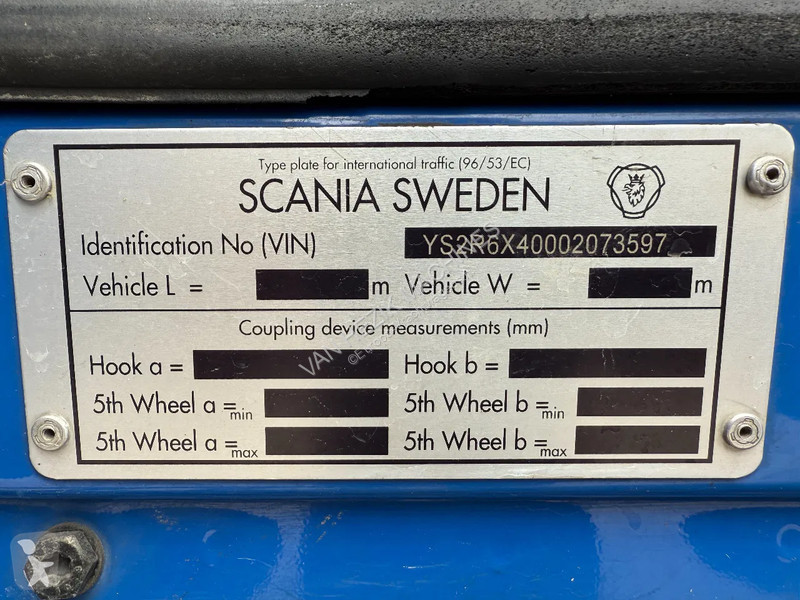 Type plate for international traffic (96/53/EC)
SCANIA SWEDEN
Identification No (VIN) YS2R6X40002073597
Vehicle L = m Vehicle W = m
Coupling device measurements (mm)
Hook a = Hook b =
5th Wheel a =min 5th Wheel b =min
5th Wheel a =max 5th Wheel b =max